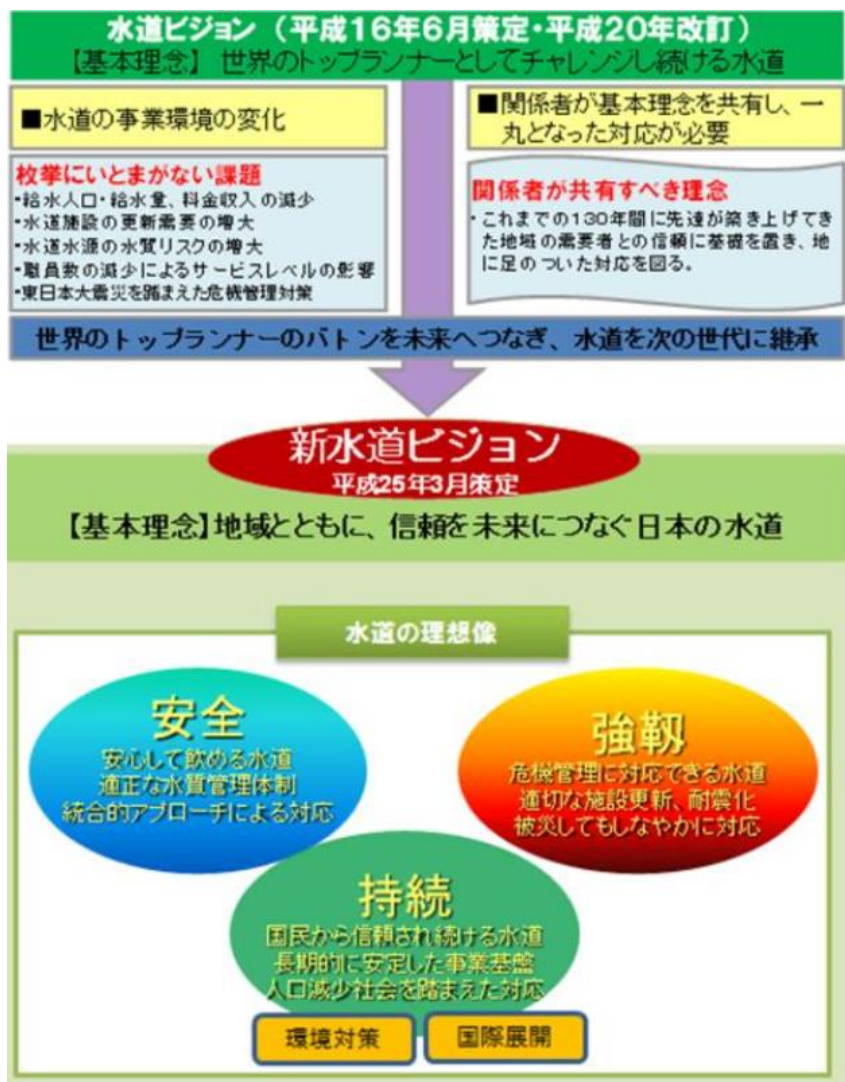 水道ビジョン（平成16年6月策定・平成20年改訂）
【基本理念】 世界のトップランナーとしてチャレンジし続ける水道
■水道の事業環境の変化
枚挙にいとまがない課題
・給水人口・給水量、料金収入の減少
・水道施設の更新需要の増大
・水道水源の水質リスクの増大
・職員数の減少によるサービスレベルの影響
・東日本大震災を踏まえた危機管理対策
■関係者が基本理念を共有し、一
丸となった対応が必要
関係者が共有すべき理念
・これまでの130年間に先達が築き上げてき
た地域の需要者との信頼に基礎を置き、地
に足のついた対応を図る。
世界のトップランナーのバトンを未来へつなぎ、水道を次の世代に継承
新水道ビジョン
平成25年3月策定
【基本理念】地域とともに、信頼を未来につなぐ日本の水道
水道の理想像
安全
安心して飲める水道
適正な水質管理体制
統合的アプローチによる対応
強靱
危機管理に対応できる水道
適切な施設更新、耐震化
被災してもしなやかに対応
持続
国民から信頼され続ける水道
長期的に安定した事業基盤
人口減少社会を踏まえた対応
環境対策
国際展開